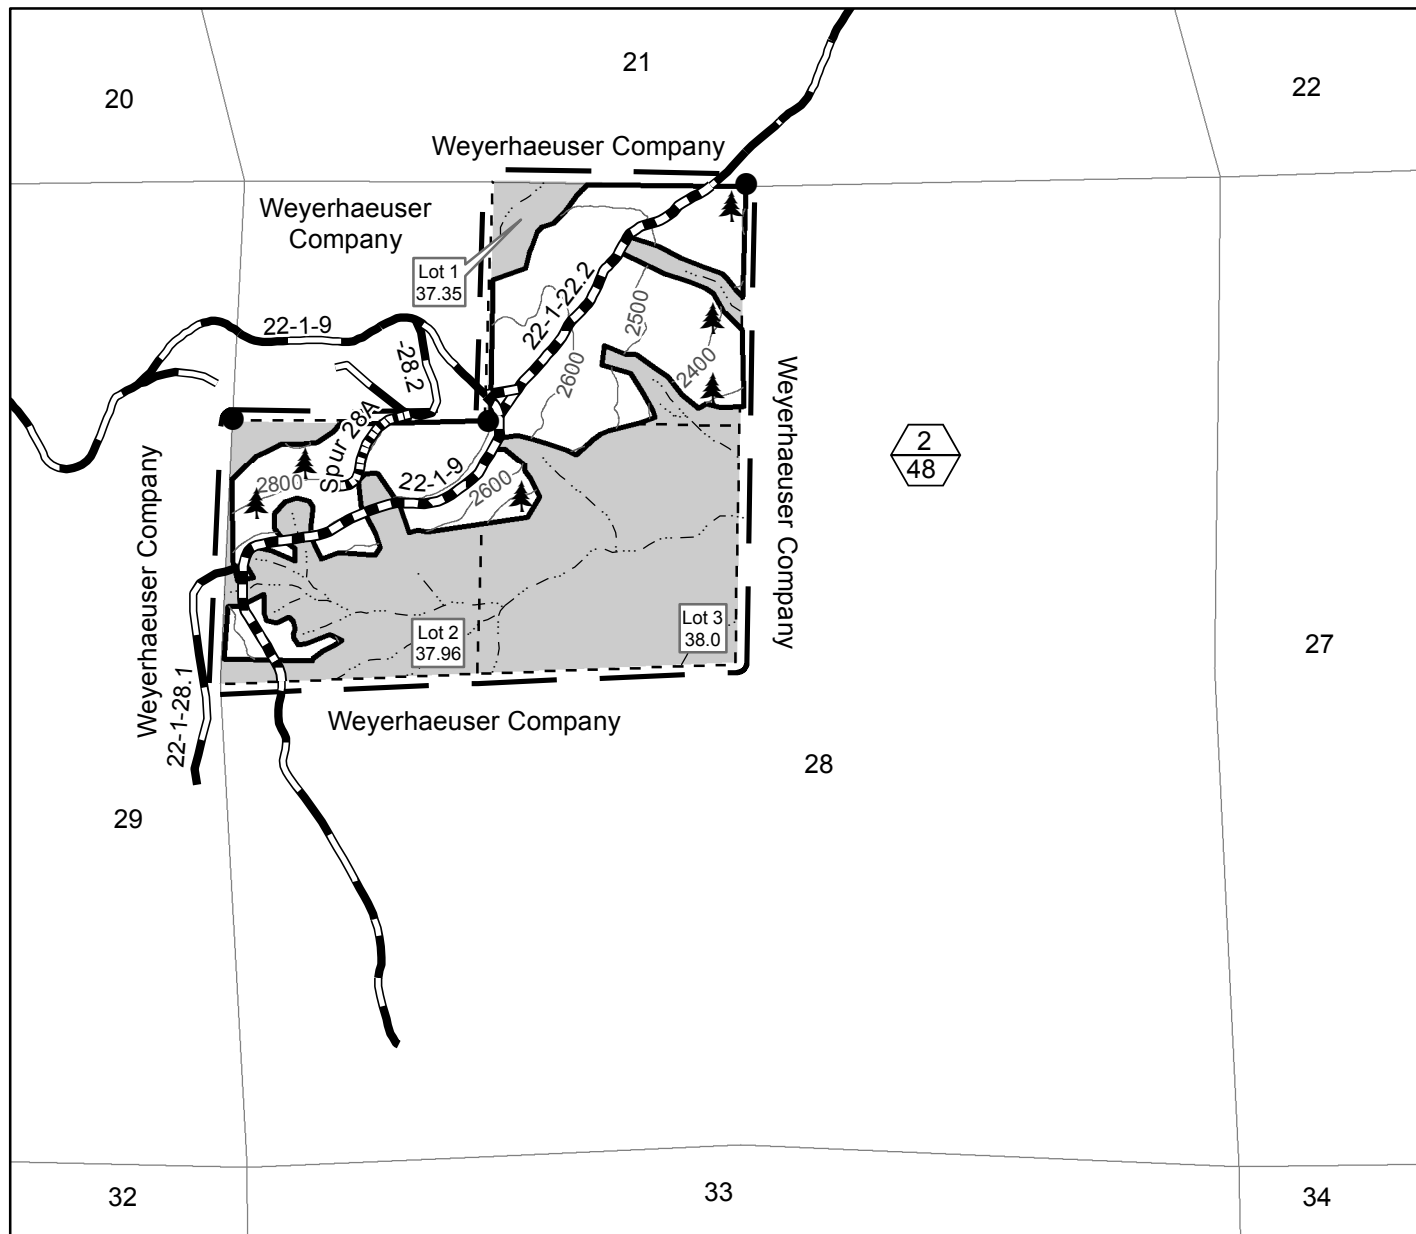 21
20
22
Weyerhaeuser Company
Weyerhaeuser
Company
Lot 1
37.35
22-1-22.2
2500
22-1-9
-28.2
2600
2400
Spur 28A
2
48
2800
22-1-9
2600
Weyerhaeuser Company
Weyerhaeuser Company
Lot 2
37.96
Lot 3
38.0
27
22-1-28.1
Weyerhaeuser Company
28
29
32
33
34